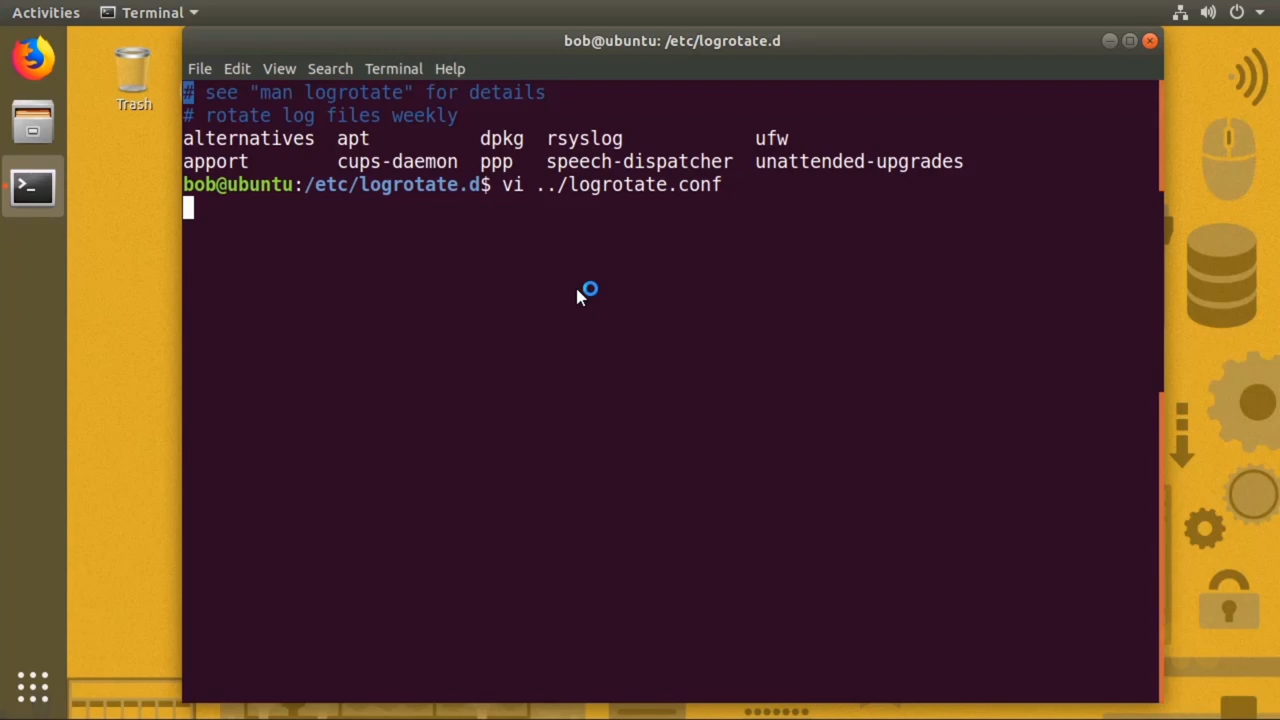 Activities Terminal
Trash
bob@ubuntu: /etc/logrotate.d
File Edit View Search Terminal Help
# see "man logrotate" for details
# rotate log files weekly
alternatives apt dpkg rsyslog ufw
apport cups-daemon ppp speech-dispatcher unattended-upgrades
bob@ubuntu:/etc/logrotate.d$ vi ../logrotate.conf